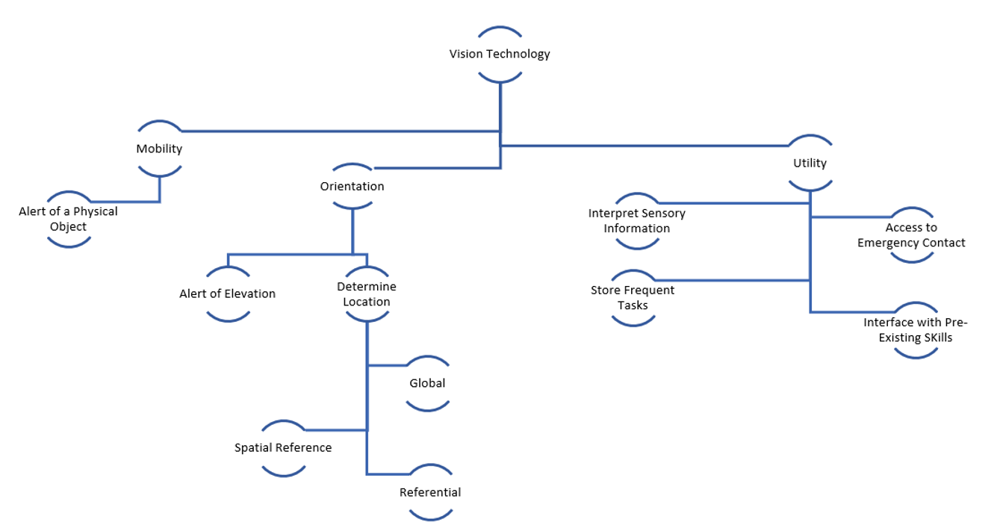 Vision Technology
Mobility
Alert of a Physical
Object
Orientation
Alert of Elevation
Determine
Location
Global
Spatial Reference
Referential
Utility
Interpret Sensory
Information
Access to
Emergency Contact
Store Frequent
Tasks
Interface with Pre-
Existing SKills